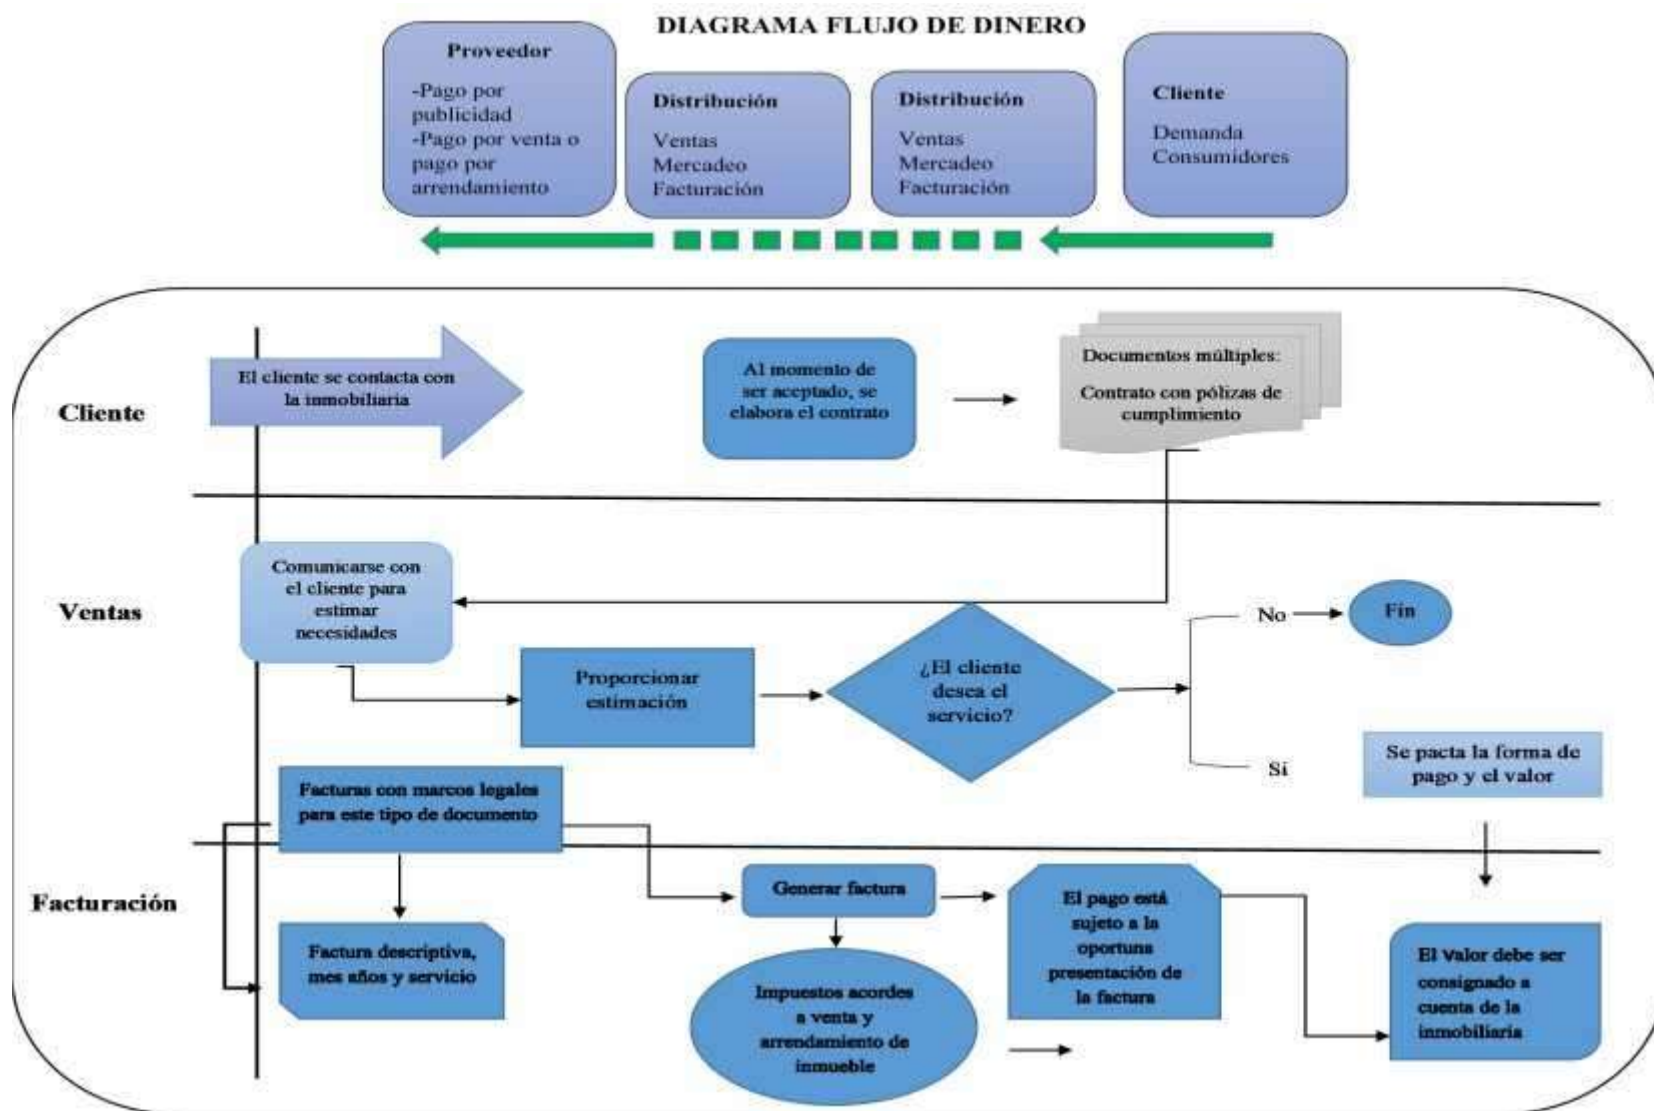 DIAGRAMA FLUJO DE DINERO
Proveedor
-Pago por
publicidad
-Pago por venta o
pago por
arrendamiento
Distribución
Ventas
Mercadeo
Facturación
Distribución
Ventas
Mercadeo
Facturación
Cliente
Demanda
Consumidores
Cliente
El cliente se contacta con
la inmobiliaria
Al momento de
ser aceptado, se
elabora el contrato
Documentos múltiples:
Contrato con pólizas de
cumplimiento
Ventas
Comunicarse con
el cliente para
estimar
necesidades
Proporcionar
estimación
¿El cliente
desea el
servicio?
No
Fin
Sí
Se pacta la forma de
pago y el valor
Facturación
Facturas con marcos legales
para este tipo de documento
Factura descriptiva,
mes años y servicio
Generar factura
Impuestos acordes
a venta y
arrendamiento de
inmueble
El pago está
sujeto a la
oportuna
presentación de
la factura
El Valor debe ser
consignado a
cuenta de la
inmobiliaria